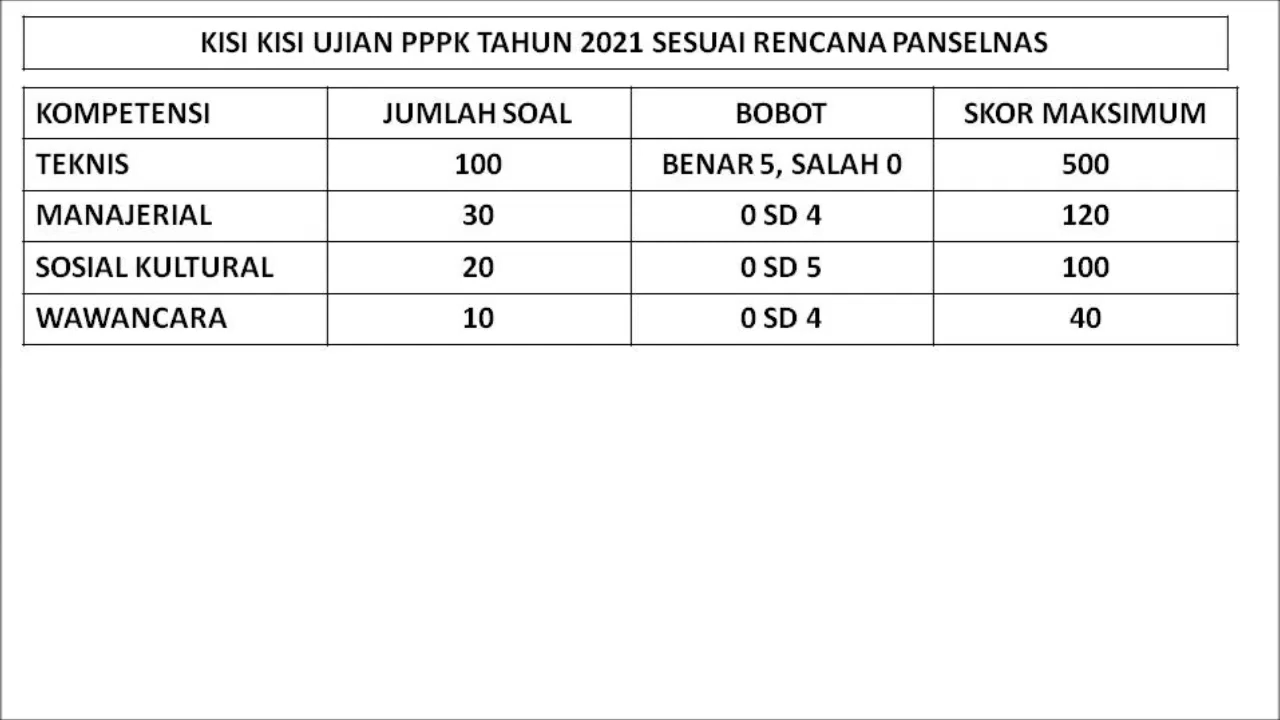 KISI KISI UJIAN PPPK TAHUN 2021 SESUAI RENCANA PANSELNAS
KOMPETENSI JUMLAH SOAL BOBOT SKOR MAKSIMUM
TEKNIS 100 BENAR 5, SALAH 0 500
MANAJERIAL 30 0 SD 4 120
SOSIAL KULTURAL 20 0 SD 5 100
WAWANCARA 10 0 SD 4 40